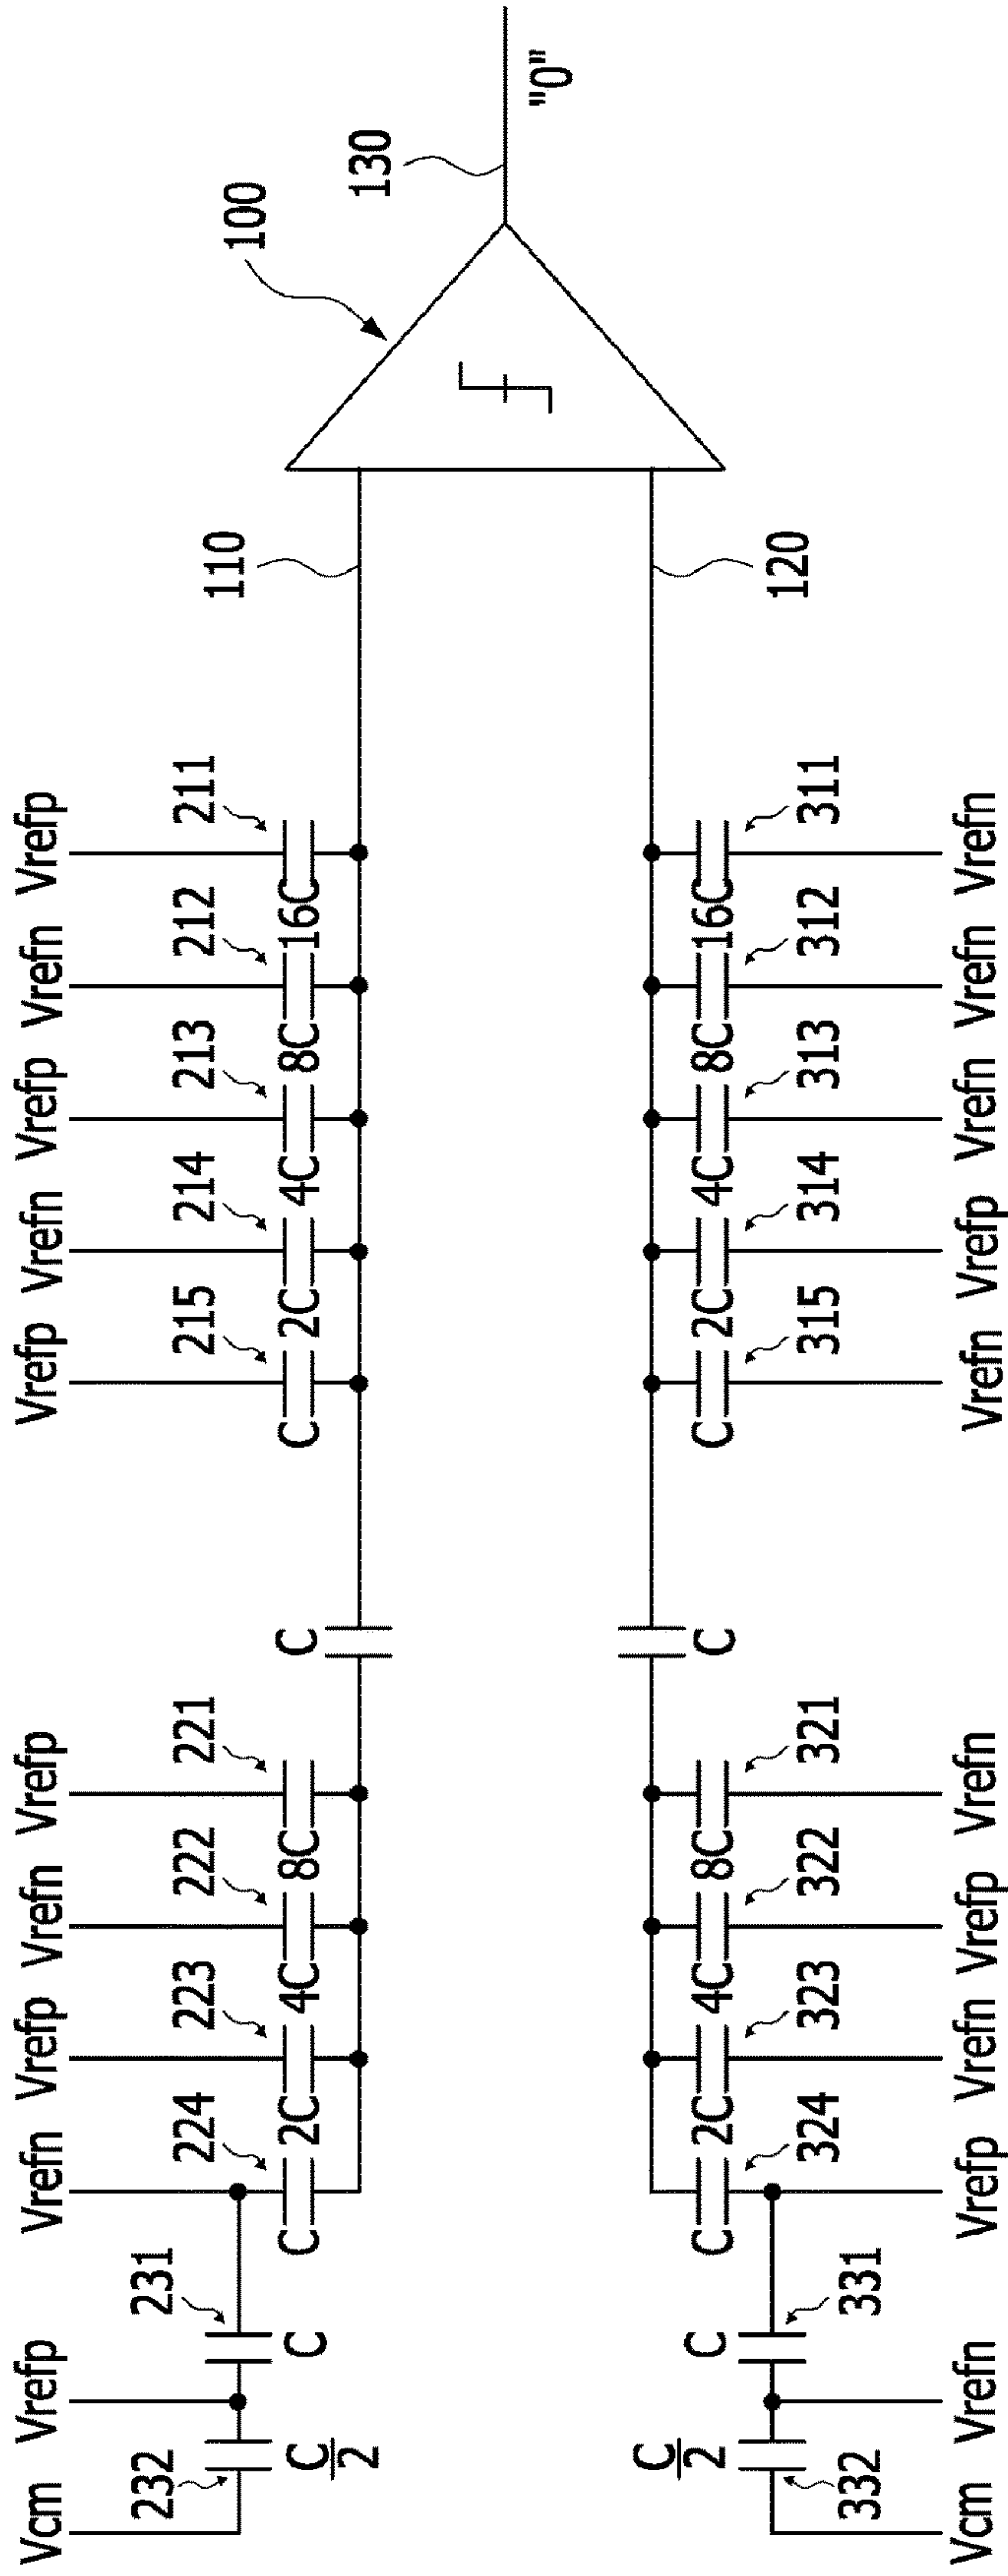 Vcm Vrefp Vrefn Vrefp Vrefn Vrefp Vrefp Vrefn Vrefp Vrefn Vrefp
232 231 224 223 222 221 215 214 213 212 211 110 100
C/2 C C 2C 4C 8C C C 2C 4C 8C 16C
130
"0"
C/2 C C 2C 4C 8C C C 2C 4C 8C 16C
332 331 324 323 322 321 315 314 313 312 311 120
Vcm Vrefn Vrefp Vrefn Vrefp Vrefn Vrefn Vrefp Vrefn Vrefn Vrefn